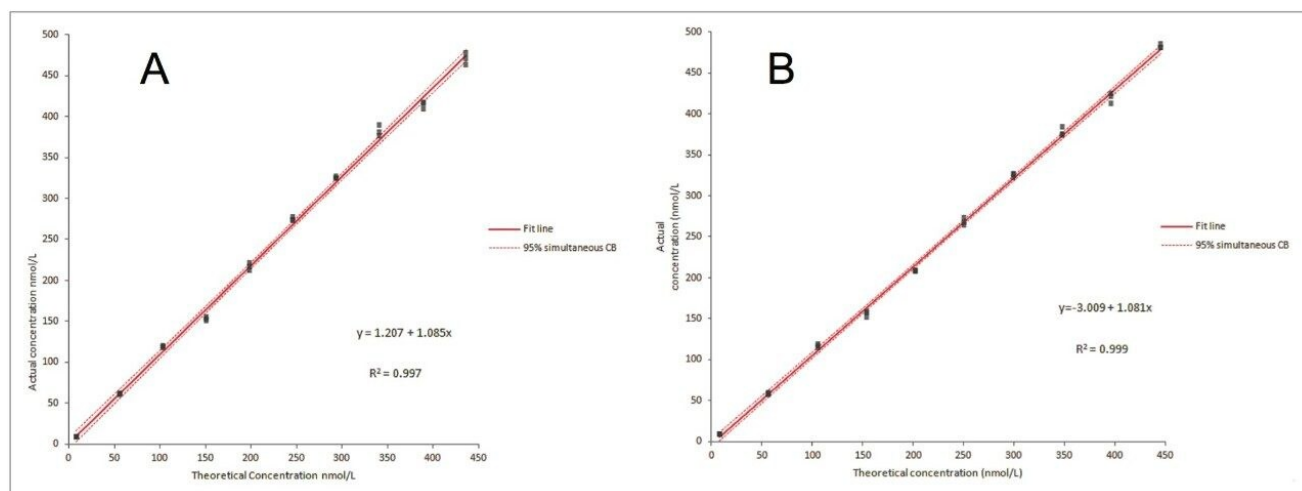 A
500
450
400
350
300
250
200
150
100
50
0
0 50 100 150 200 250 300 350 400 450
Actual concentration nmol/L
Theoretical Concentration nmol/L
Fit line
95% simultaneous CB
y = 1.207 + 1.085x
R² = 0.997
B
500
450
400
350
300
250
200
150
100
50
0
0 50 100 150 200 250 300 350 400 450
Actual
concentration (nmol/L)
Theoretical concentration (nmol/L)
Fit line
95% simultaneous CB
y=-3.009 + 1.081x
R² = 0.999